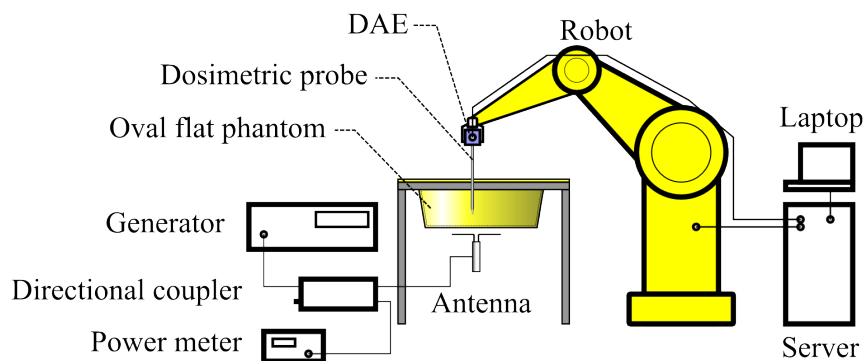 DAE
Robot
Dosimetric probe
Oval flat phantom
Laptop
Generator
Directional coupler
Antenna
Power meter
Server